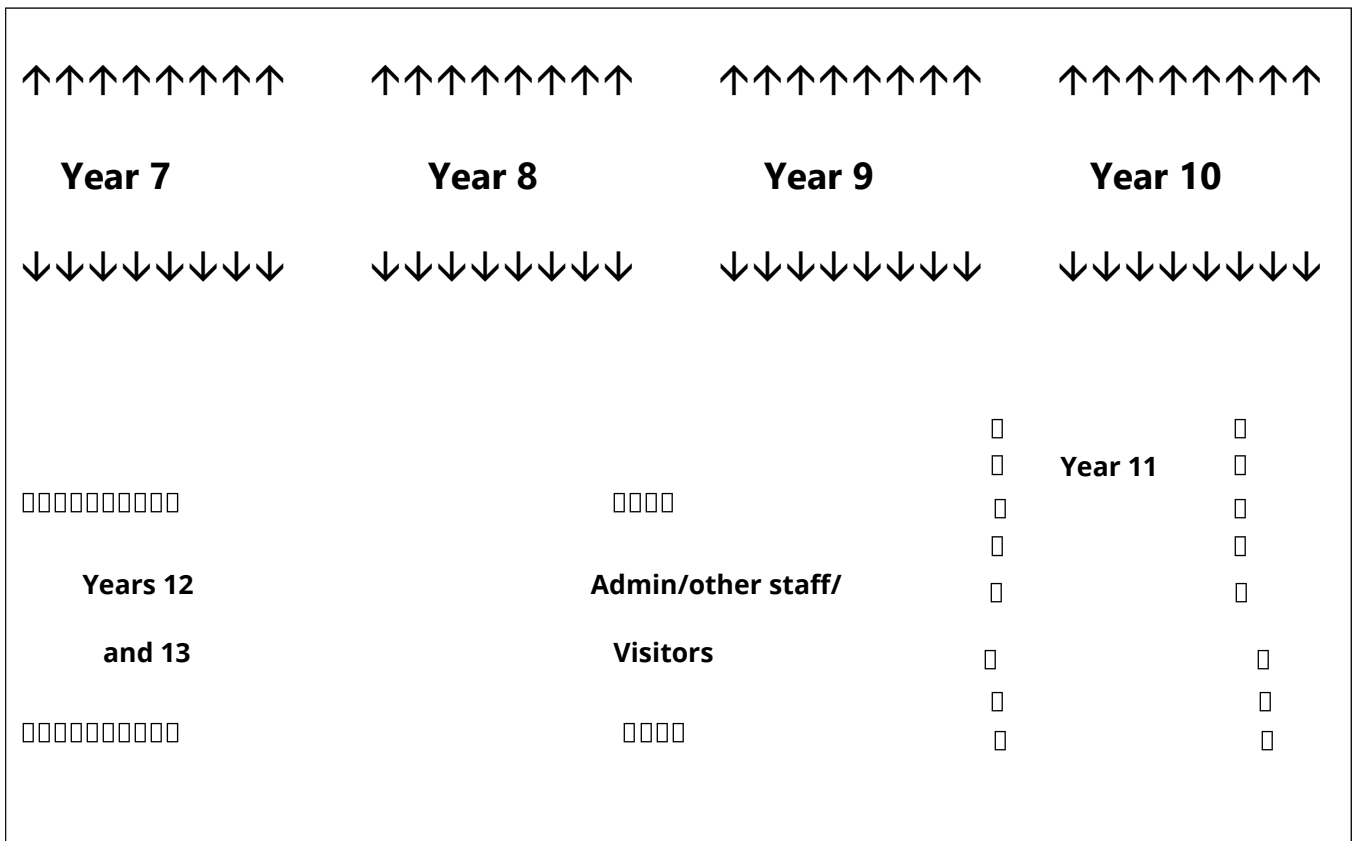 ↑↑↑↑↑↑↑↑ ↑↑↑↑↑↑↑↑ ↑↑↑↑↑↑↑↑ ↑↑↑↑↑↑↑↑
Year 7 Year 8 Year 9 Year 10
↓↓↓↓↓↓↓↓ ↓↓↓↓↓↓↓↓ ↓↓↓↓↓↓↓↓ ↓↓↓↓↓↓↓↓
Year 11
Years 12
and 13
Admin/other staff/
Visitors